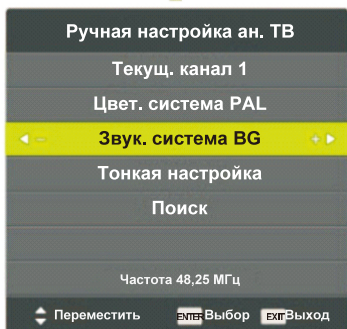 Ручная настройка ан. ТВ
Текущ. канал 1
Цвет. система PAL
Звук. система BG
Тонкая настройка
Поиск
Частота 48,25 МГц
Переместить ENTER Выбор EXIT Выход